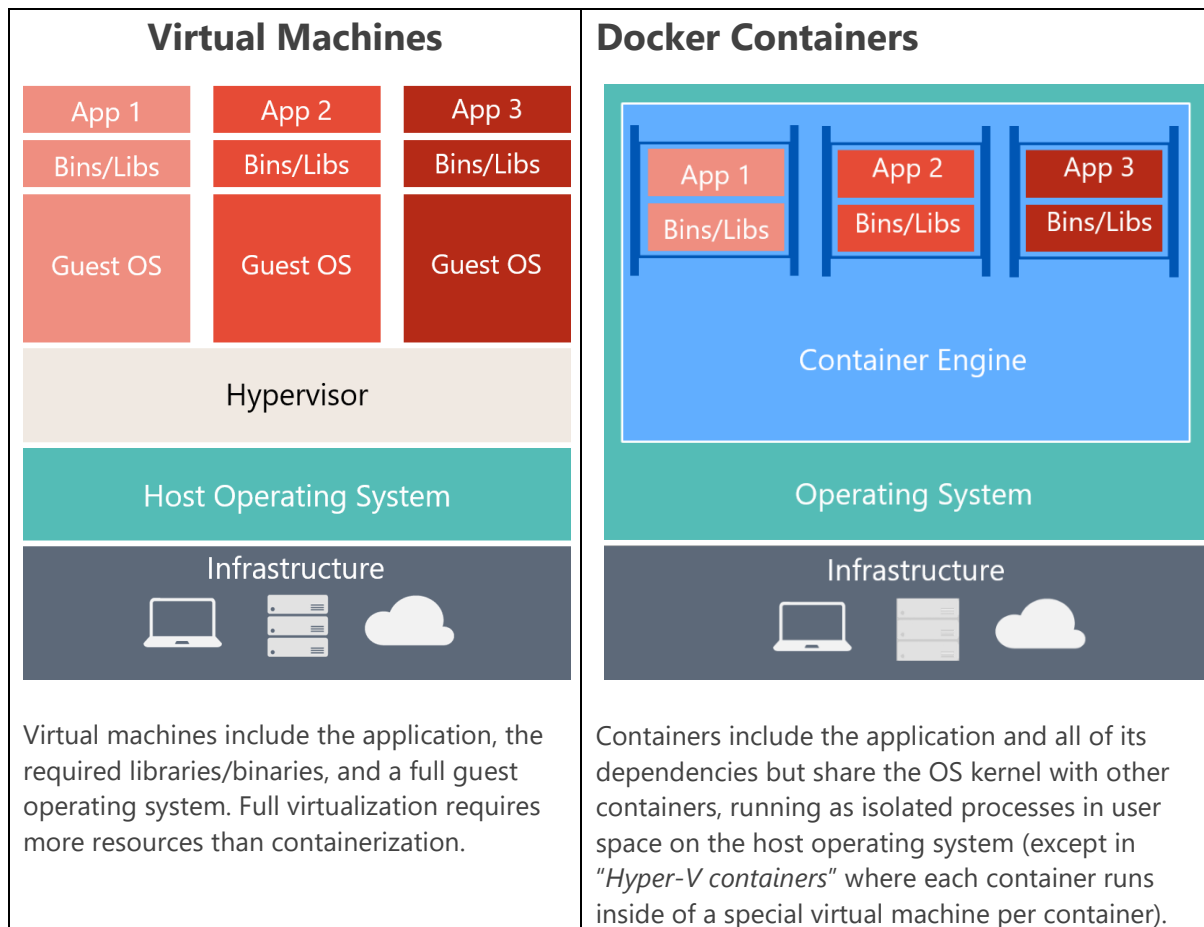 Virtual Machines
App 1
App 2
App 3
Bins/Libs
Bins/Libs
Bins/Libs
Guest OS
Guest OS
Guest OS
Hypervisor
Host Operating System
Infrastructure
Virtual machines include the application, the
required libraries/binaries, and a full guest
operating system. Full virtualization requires
more resources than containerization.
Docker Containers
App 1
App 2
App 3
Bins/Libs
Bins/Libs
Bins/Libs
Container Engine
Operating System
Infrastructure
Containers include the application and all of its
dependencies but share the OS kernel with other
containers, running as isolated processes in user
space on the host operating system (except in
“Hyper-V containers” where each container runs
inside of a special virtual machine per container).